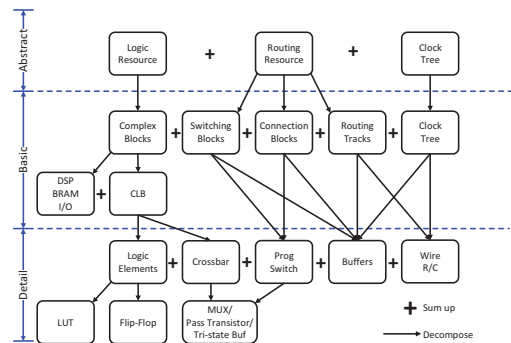 Abstract
Logic
Resource
+
Routing
Resource
+
Clock
Tree
Basic
Complex
Blocks
+
Switching
Blocks
+
Connection
Blocks
+
Routing
Tracks
+
Clock
Tree
DSP
BRAM
I/O
+
CLB
Detail
Logic
Elements
+
Crossbar
+
Prog
Switch
+
Buffers
+
Wire
R/C
LUT
Flip-Flop
MUX/
Pass Transistor/
Tri-state Buf
+ Sum up
Decompose